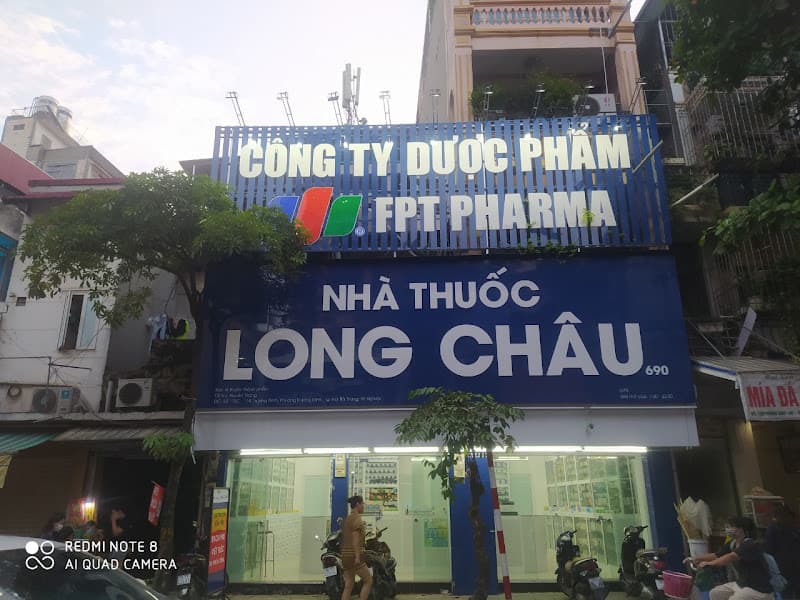 CÔNG TY DƯỢC PHẨM
FPT PHARMA
NHÀ THUỐC
LONG CHÂU
690
MÍA ĐÁ
REDMI NOTE 8
AI QUAD CAMERA